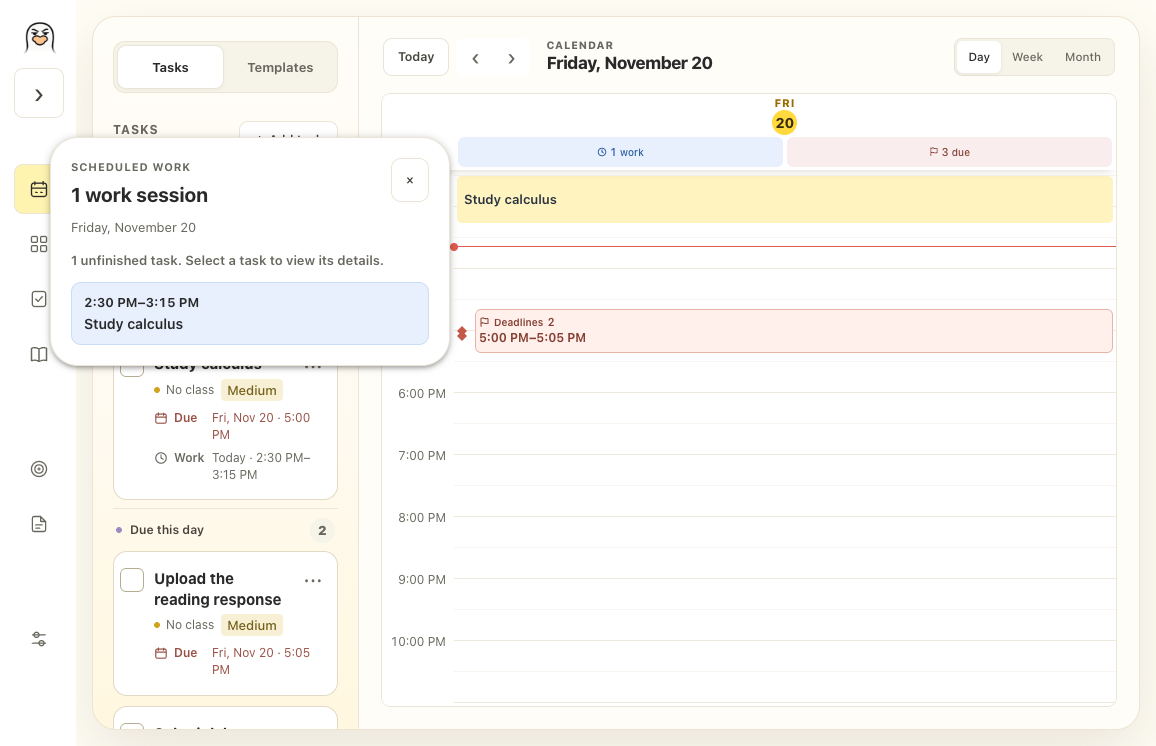 Tasks
Templates
TASKS
SCHEDULED WORK
1 work session
×
Friday, November 20
1 unfinished task. Select a task to view its details.
2:30 PM–3:15 PM
Study calculus
No class
Medium
Due
Fri, Nov 20 · 5:00
PM
Work
Today · 2:30 PM–
3:15 PM
Due this day
2
Upload the
reading response
No class
Medium
Due
Fri, Nov 20 · 5:05
PM
Today
CALENDAR
Friday, November 20
Day
Week
Month
FRI
20
1 work
3 due
Study calculus
Deadlines 2
5:00 PM–5:05 PM
6:00 PM
7:00 PM
8:00 PM
9:00 PM
10:00 PM